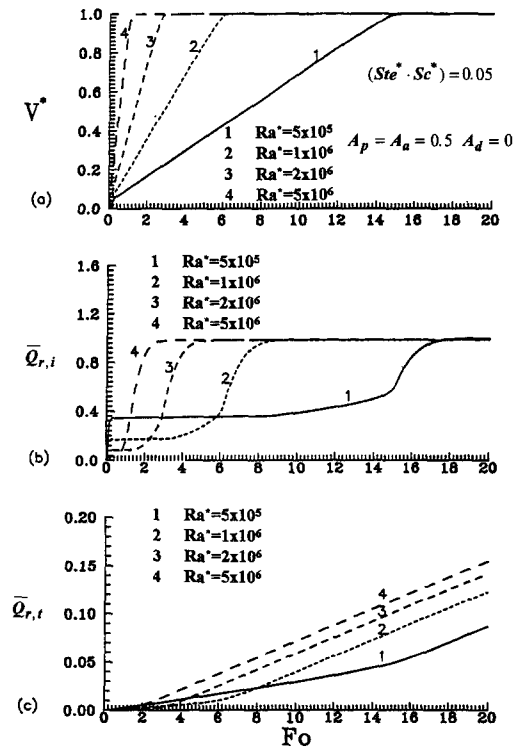 1.0
0.8
0.6
0.4
0.2
0.0
V*
(a)
4
3
2
1
(Ste* · Sc*) = 0.05
1 Ra*=5x10⁵
2 Ra*=1x10⁶
3 Ra*=2x10⁶
4 Ra*=5x10⁶
A_p = A_a = 0.5 A_d = 0
0 2 4 6 8 10 12 14 16 18 20
1 Ra*=5x10⁵
2 Ra*=1x10⁶
3 Ra*=2x10⁶
4 Ra*=5x10⁶
1.6
1.2
0.8
0.4
0.0
Q̅_{r,i}
(b)
4
3
2
1
0 2 4 6 8 10 12 14 16 18 20
1 Ra*=5x10⁵
2 Ra*=1x10⁶
3 Ra*=2x10⁶
4 Ra*=5x10⁶
0.20
0.15
0.10
0.05
0.00
Q̅_{r,t}
(c)
4
3
2
1
0 2 4 6 8 10 12 14 16 18 20
Fo